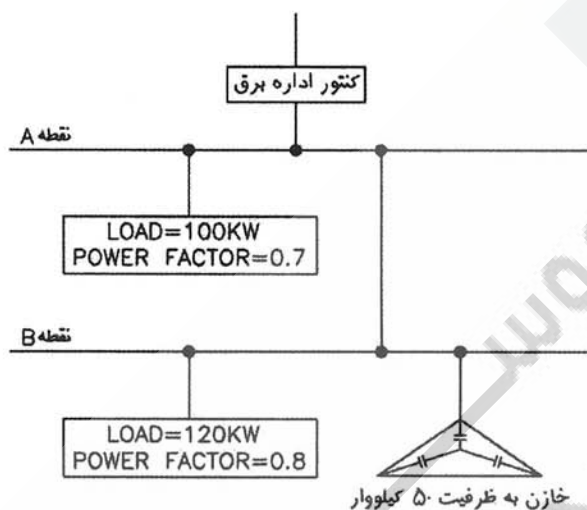 کنتور اداره برق
نقطه A
LOAD=100KW
POWER FACTOR=0.7
نقطه B
LOAD=120KW
POWER FACTOR=0.8
خازن به ظرفیت ۵۰ کیلووار